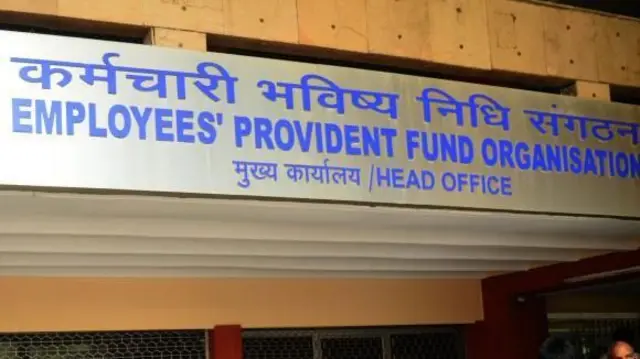 कर्मचारी भविष्य निधि संगठन
EMPLOYEES' PROVIDENT FUND ORGANISATION
मुख्य कार्यालय /HEAD OFFICE